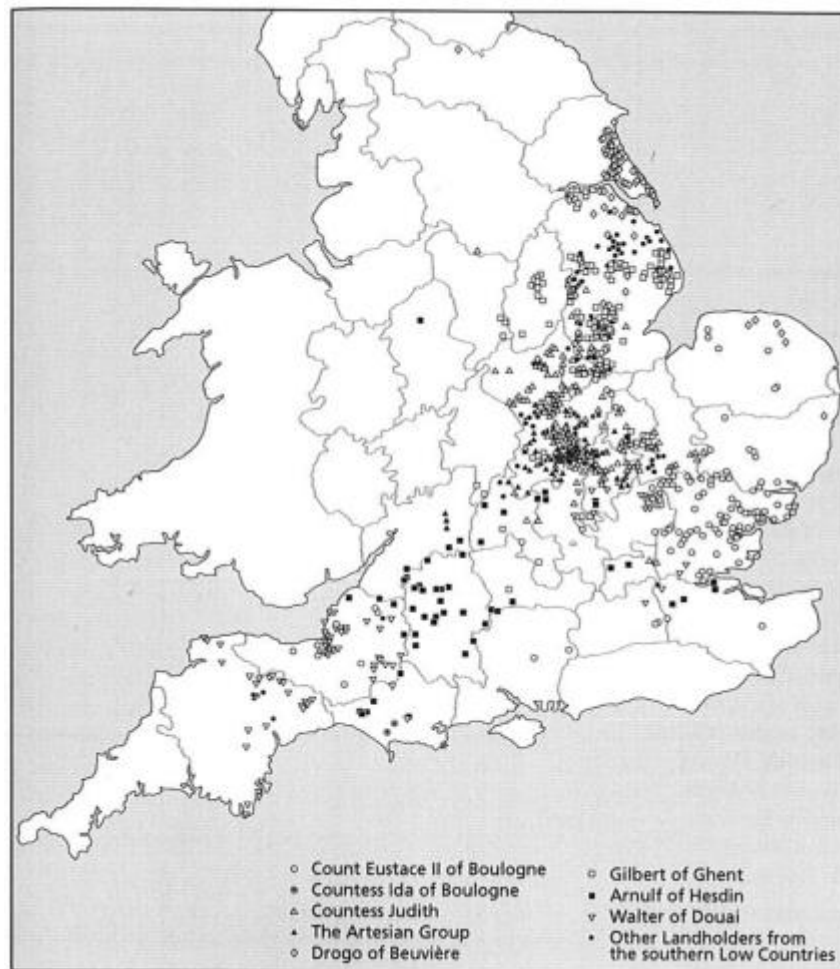 Count Eustace II of Boulogne
Countess Ida of Boulogne
Countess Judith
The Artesian Group
Drogo of Beuvière
Gilbert of Ghent
Arnulf of Hesdin
Walter of Douai
Other Landholders from
the southern Low Countries